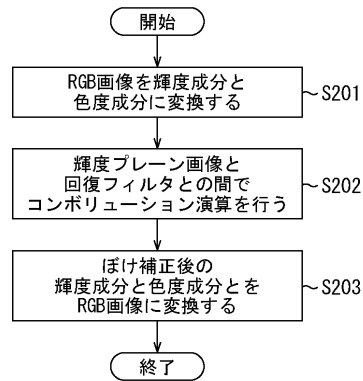 開始
RGB画像を輝度成分と
色度成分に変換する
S201
輝度プレーン画像と
回復フィルタとの間で
コンボリューション演算を行う
S202
ぼけ補正後の
輝度成分と色度成分とを
RGB画像に変換する
S203
終了